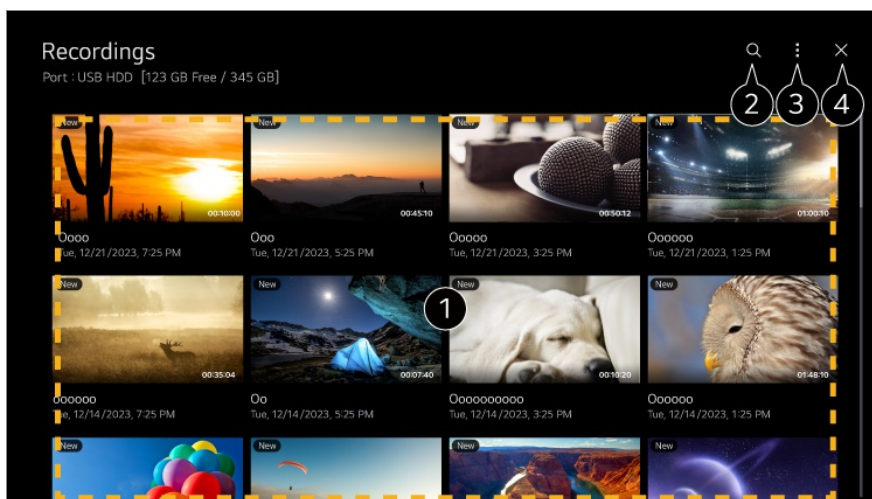 Recordings
Port : USB HDD [123 GB Free / 345 GB]
2 3 4
New New New New
00:10:00 00:45:10 00:50:12 01:00:10
Oooo Ooo Ooooo Oooooo
Tue, 12/21/2023, 7:25 PM Tue, 12/21/2023, 5:25 PM Tue, 12/21/2023, 3:25 PM Tue, 12/21/2023, 1:25 PM
New New New New
1
00:35:04 00:07:40 00:10:20 01:48:10
oooooo Oo Oooooooooo Oooooo
Tue, 12/14/2023, 7:25 PM Tue, 12/14/2023, 5:25 PM Tue, 12/14/2023, 3:25 PM Tue, 12/14/2023, 1:25 PM
New New New New